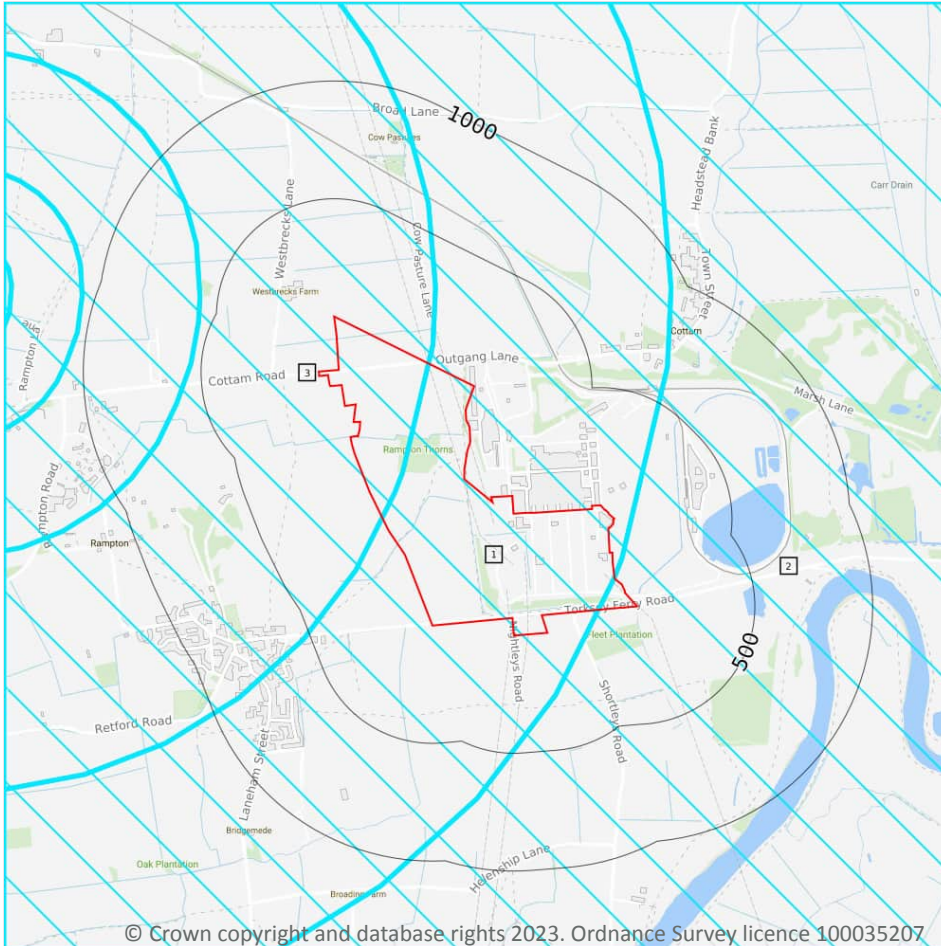 Broad Lane
1000
Cow Pastures
Headstead Bank
Carr Drain
Westbrecks Lane
Cow Pasture Lane
Town Street
Westbrecks Farm
Cottam
Rampton Lane
Outgang Lane
3
Cottam Road
Marsh Lane
Rampton Thorns
Rampton Road
Rampton
1
2
Torksey Ferry Road
Fleet Plantation
500
Nightleys Road
Shortleys Road
Retford Road
Laneham Street
Bridgemede
Oak Plantation
Helenship Lane
Broading Farm
© Crown copyright and database rights 2023. Ordnance Survey licence 100035207